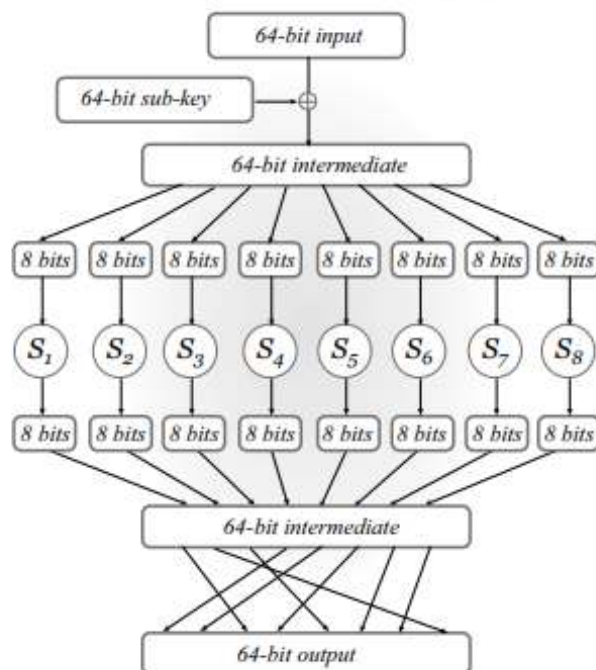 64-bit input
64-bit sub-key
64-bit intermediate
8 bits 8 bits 8 bits 8 bits 8 bits 8 bits 8 bits 8 bits
S1 S2 S3 S4 S5 S6 S7 S8
8 bits 8 bits 8 bits 8 bits 8 bits 8 bits 8 bits 8 bits
64-bit intermediate
64-bit output